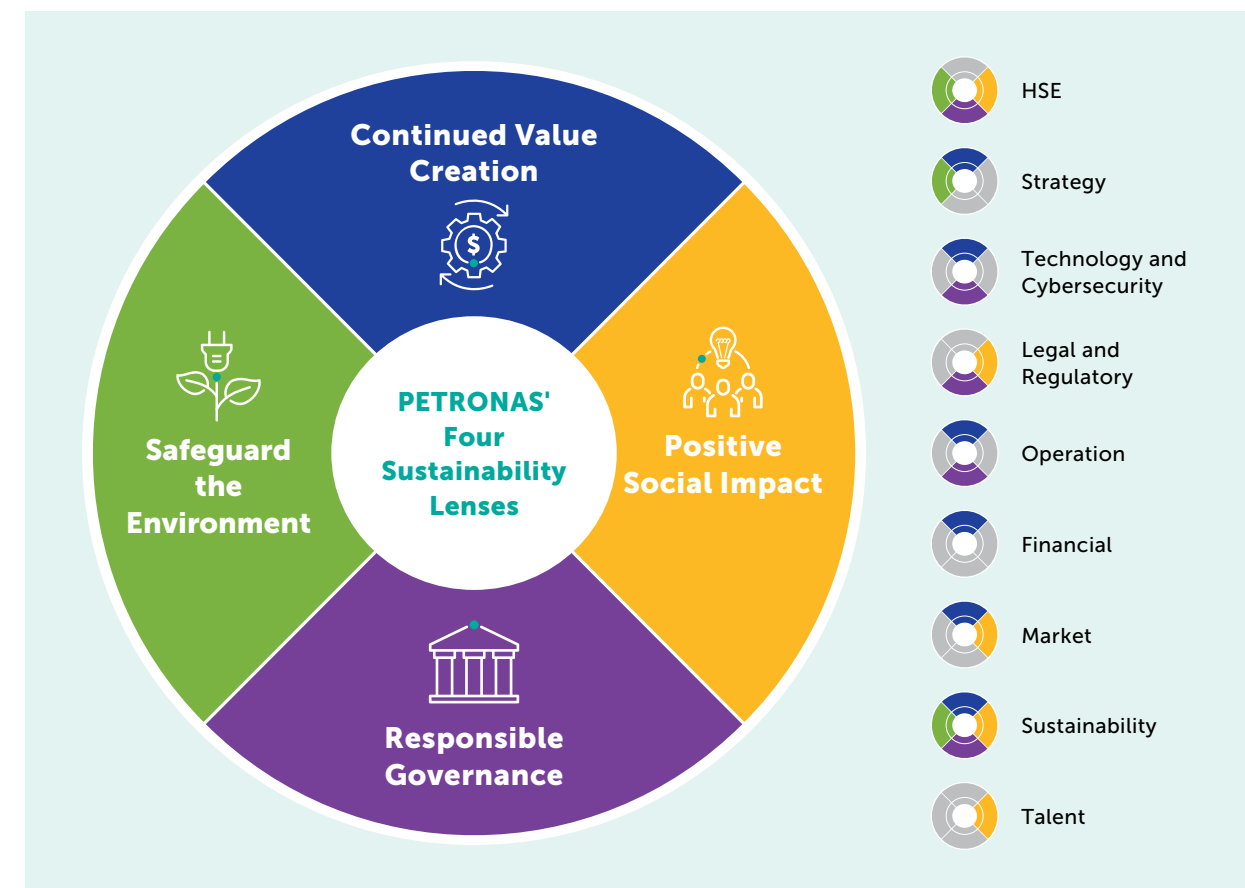 Continued Value
Creation
$
Safeguard
the
Environment
PETRONAS'
Four
Sustainability
Lenses
Positive
Social Impact
Responsible
Governance
HSE
Strategy
Technology and
Cybersecurity
Legal and
Regulatory
Operation
Financial
Market
Sustainability
Talent